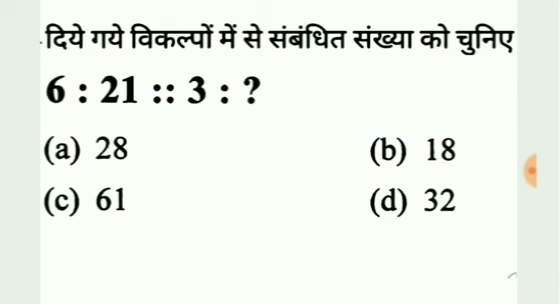 दिये गये विकल्पों में से संबंधित संख्या को चुनिए
6 : 21 :: 3 : ?
(a) 28 (b) 18
(c) 61 (d) 32